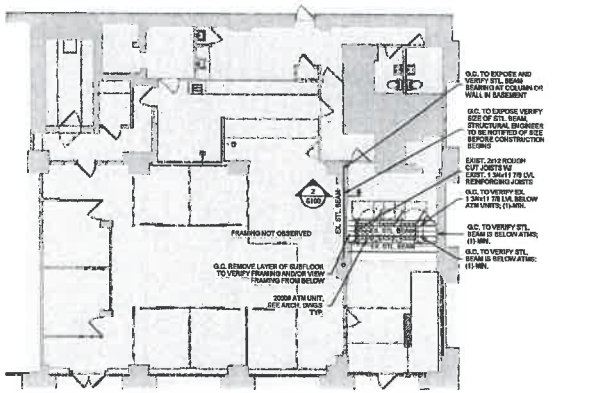 G.C. TO EXPOSE AND
VERIFY STL. BEAM
BEARING AT COLUMN OR
WALL IN BASEMENT
G.C. TO EXPOSE VERIFY
SIZE OF STL. BEAM,
STRUCTURAL ENGINEER
TO BE NOTIFIED OF SIZE
BEFORE CONSTRUCTION
BEGINS
EXIST. 2x12 ROUGH
CUT JOISTS W/
EXIST. 1 3/4x11 7/8 LVL
REINFORCING JOISTS
G.C. TO VERIFY EX.
1 3/4x11 7/8 LVL BELOW
ATM UNITS; (1)-MIN.
G.C. TO VERIFY STL.
BEAM IS BELOW ATMS;
(1)-MIN.
G.C. TO VERIFY STL.
BEAM IS BELOW ATMS;
(1)-MIN.
2
S100
EX. STL. BEAM
EX. STL. BEAM
FRAMING NOT OBSERVED
G.C. REMOVE LAYER OF SUBFLOOR
TO VERIFY FRAMING AND/OR VIEW
FRAMING FROM BELOW
2000# ATM UNIT.
SEE ARCH. DWGS
TYP.